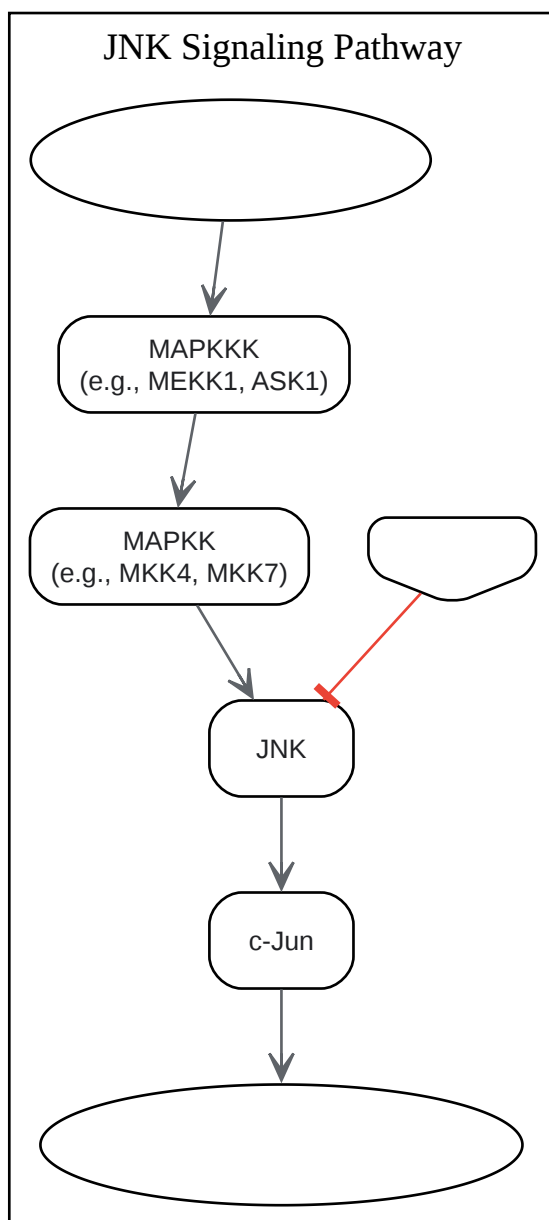 JNK Signaling Pathway
MAPKKK
(e.g., MEKK1, ASK1)
MAPKK
(e.g., MKK4, MKK7)
JNK
c-Jun